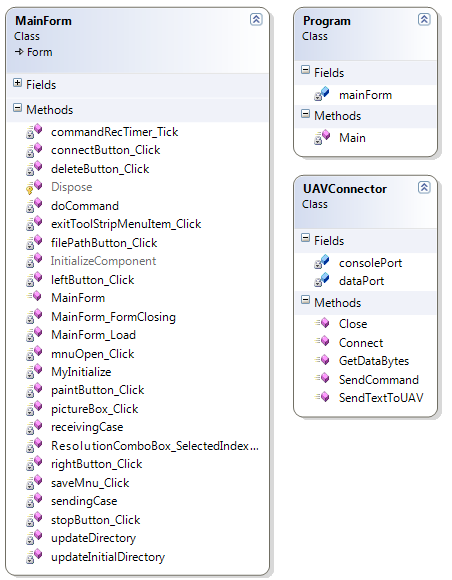 MainForm
Class
Form
Fields
Methods
commandRecTimer_Tick
connectButton_Click
deleteButton_Click
Dispose
doCommand
exitToolStripMenuItem_Click
filePathButton_Click
InitializeComponent
leftButton_Click
MainForm
MainForm_FormClosing
MainForm_Load
mnuOpen_Click
MyInitialize
paintButton_Click
pictureBox_Click
receivingCase
ResolutionComboBox_SelectedIndex...
rightButton_Click
saveMnu_Click
sendingCase
stopButton_Click
updateDirectory
updateInitialDirectory
Program
Class
Fields
mainForm
Methods
Main
UAVConnector
Class
Fields
consolePort
dataPort
Methods
Close
Connect
GetDataBytes
SendCommand
SendTextToUAV